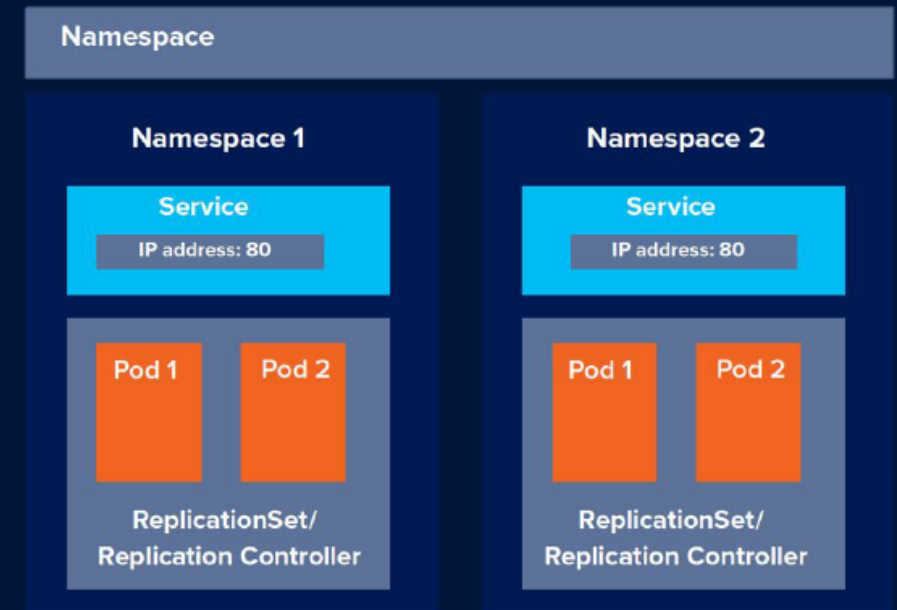 Namespace
Namespace 1
Service
IP address: 80
Pod 1
Pod 2
ReplicationSet/
Replication Controller
Namespace 2
Service
IP address: 80
Pod 1
Pod 2
ReplicationSet/
Replication Controller